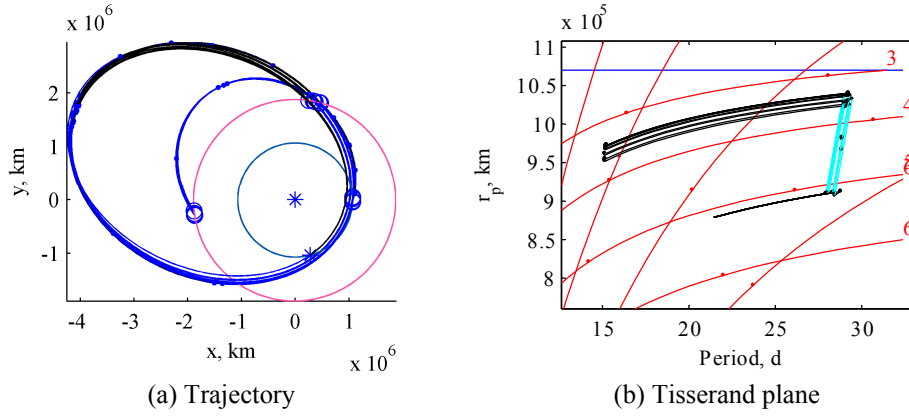 x 10^6
2
1
0
-1
y, km
-4 -3 -2 -1 0 1
x, km
x 10^6
(a) Trajectory
x 10^5
11
10.5
10
9.5
9
8.5
8
r_p, km
3
4
6
15 20 25 30
Period, d
(b) Tisserand plane